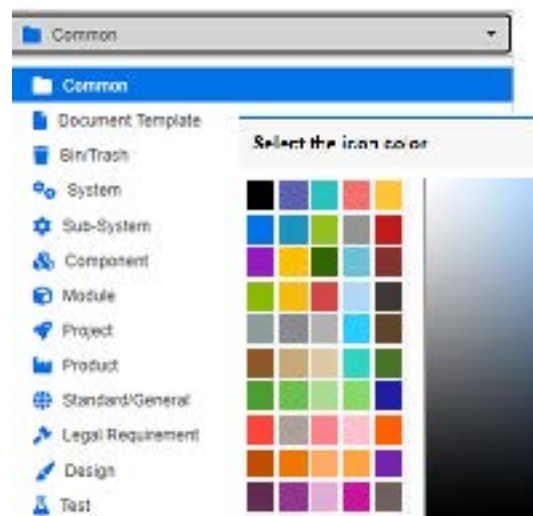 Common
Common
Document Template
Bin/Trash
Select the icon color
System
Sub-System
Component
Module
Project
Product
Standard/General
Legal Requirement
Design
Test